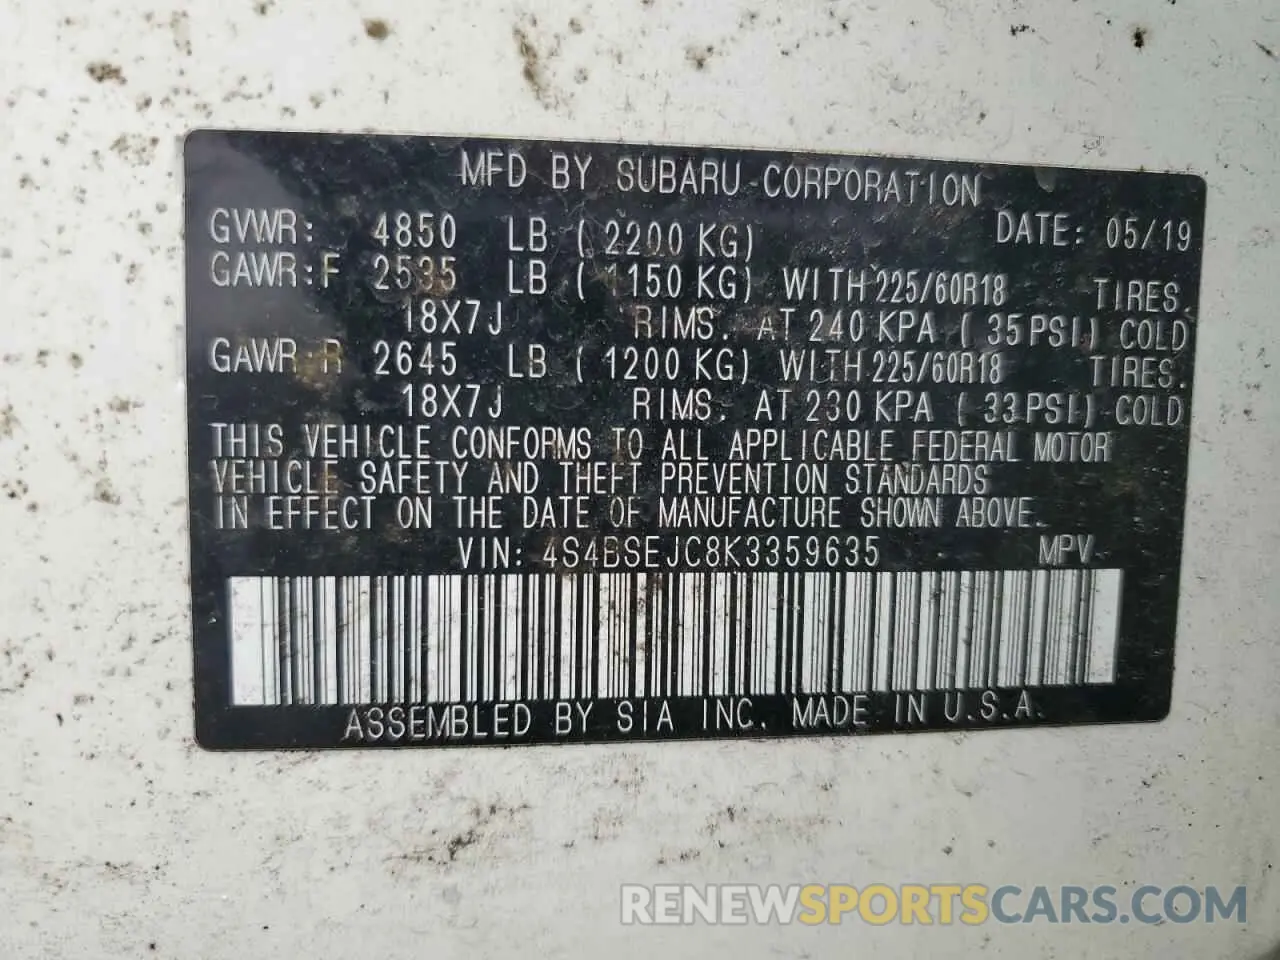 MFD BY SUBARU CORPORATION
GVWR: 4850 LB (2200 KG) DATE: 05/19
GAWR:F 2535 LB (1150 KG) WITH 225/60R18 TIRES.
18X7J RIMS. AT 240 KPA (35 PSI) COLD
GAWR:R 2645 LB (1200 KG) WITH 225/60R18 TIRES.
18X7J RIMS. AT 230 KPA (33 PSI) COLD
THIS VEHICLE CONFORMS TO ALL APPLICABLE FEDERAL MOTOR
VEHICLE SAFETY AND THEFT PREVENTION STANDARDS
IN EFFECT ON THE DATE OF MANUFACTURE SHOWN ABOVE.
VIN: 4S4BSEJC8K3359635 MPV
ASSEMBLED BY SIA INC. MADE IN U.S.A.
RENEWSPORTSCARS.COM